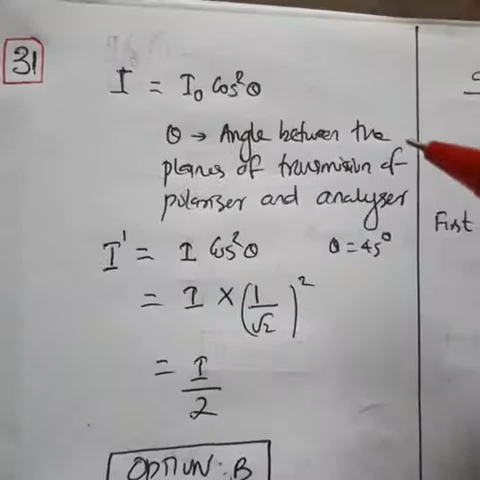 31
I = I₀ Cos²θ
θ → Angle between the
planes of transmission of
polariser and analyser
I' = I Cos²θ θ = 45°
= I × (1/√2)²
= I/2
OPTION: B
First